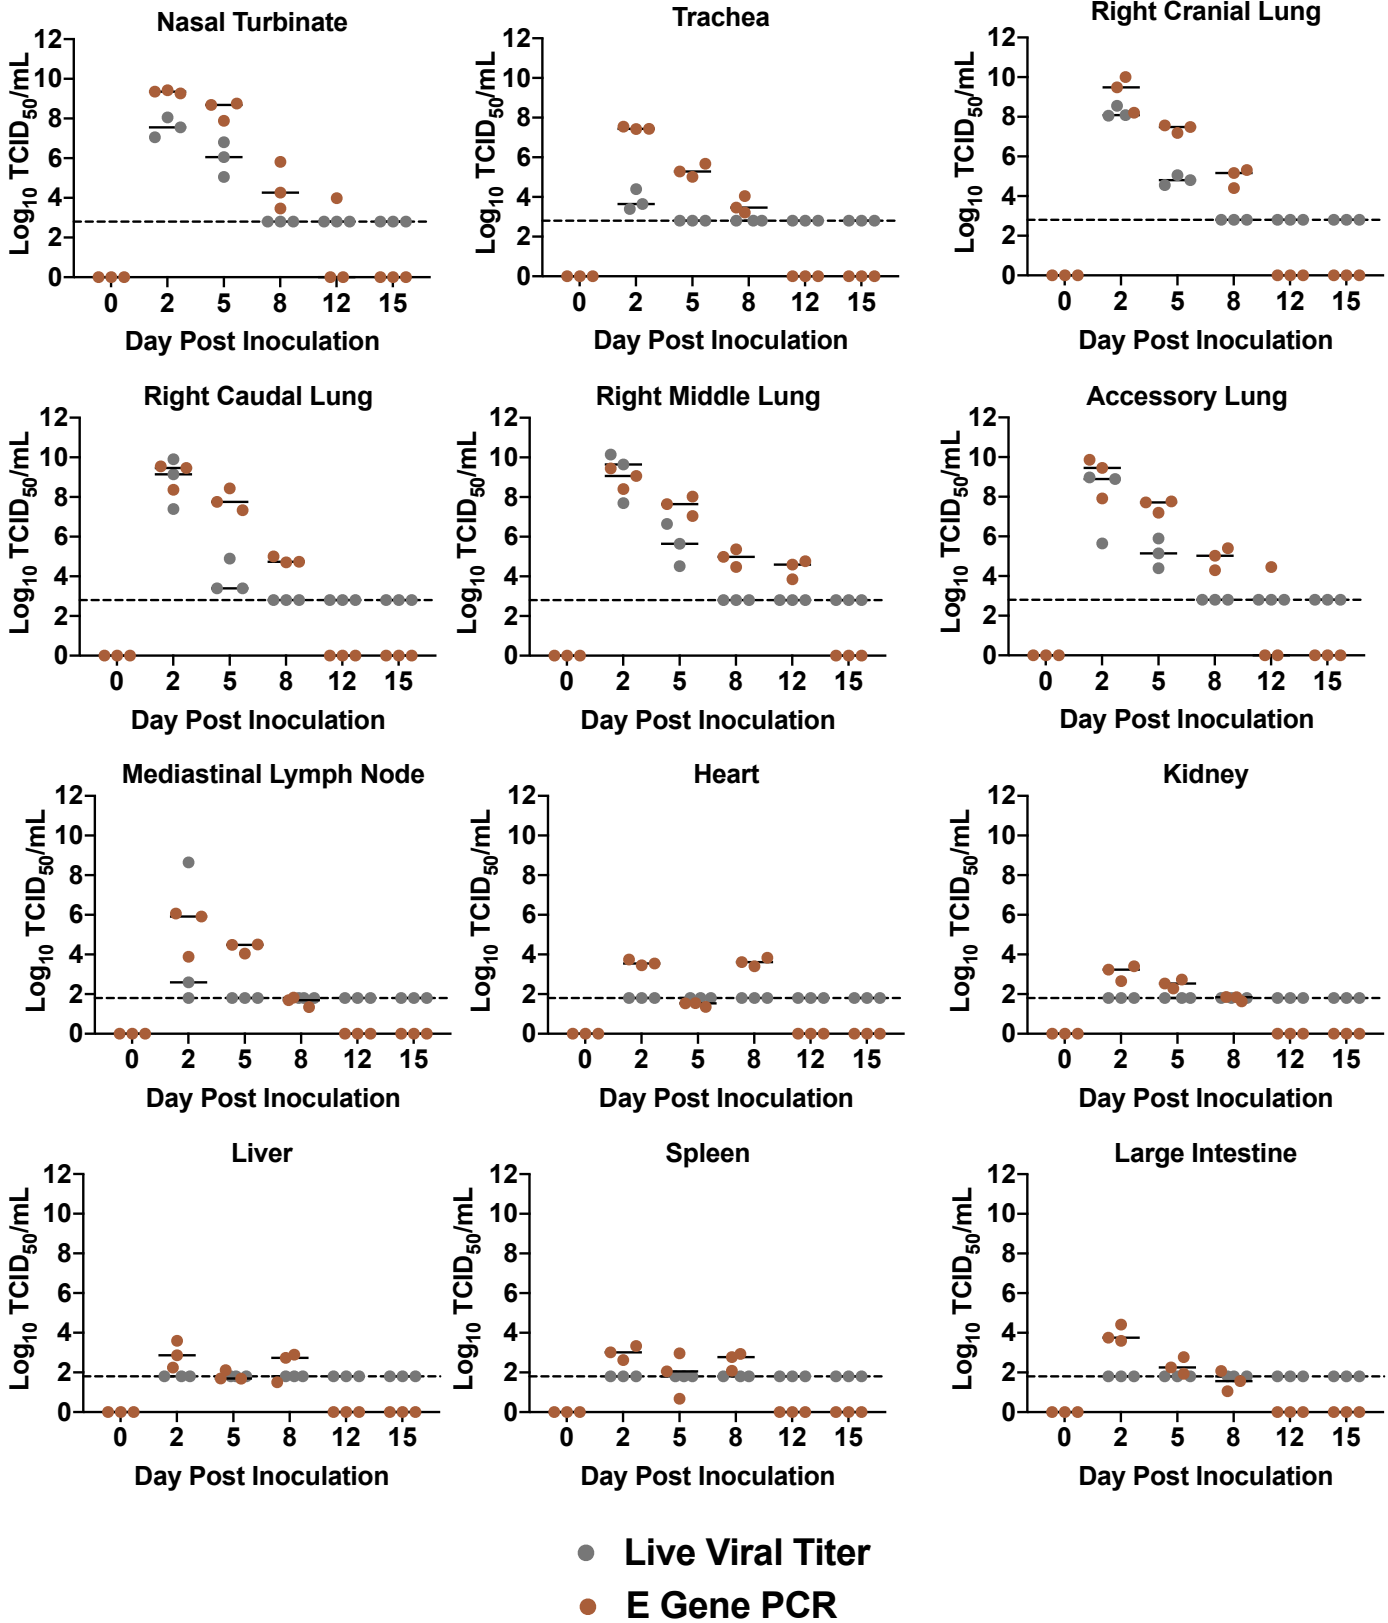 Nasal Turbinate
Log10 TCID50/mL
12
10
8
6
4
2
0
0 2 5 8 12 15
Day Post Inoculation
Trachea
Log10 TCID50/mL
12
10
8
6
4
2
0
0 2 5 8 12 15
Day Post Inoculation
Right Cranial Lung
Log10 TCID50/mL
12
10
8
6
4
2
0
0 2 5 8 12 15
Day Post Inoculation
Right Caudal Lung
Log10 TCID50/mL
12
10
8
6
4
2
0
0 2 5 8 12 15
Day Post Inoculation
Right Middle Lung
Log10 TCID50/mL
12
10
8
6
4
2
0
0 2 5 8 12 15
Day Post Inoculation
Accessory Lung
Log10 TCID50/mL
12
10
8
6
4
2
0
0 2 5 8 12 15
Day Post Inoculation
Mediastinal Lymph Node
Log10 TCID50/mL
12
10
8
6
4
2
0
0 2 5 8 12 15
Day Post Inoculation
Heart
Log10 TCID50/mL
12
10
8
6
4
2
0
0 2 5 8 12 15
Day Post Inoculation
Kidney
Log10 TCID50/mL
12
10
8
6
4
2
0
0 2 5 8 12 15
Day Post Inoculation
Liver
Log10 TCID50/mL
12
10
8
6
4
2
0
0 2 5 8 12 15
Day Post Inoculation
Spleen
Log10 TCID50/mL
12
10
8
6
4
2
0
0 2 5 8 12 15
Day Post Inoculation
Large Intestine
Log10 TCID50/mL
12
10
8
6
4
2
0
0 2 5 8 12 15
Day Post Inoculation
Live Viral Titer
E Gene PCR